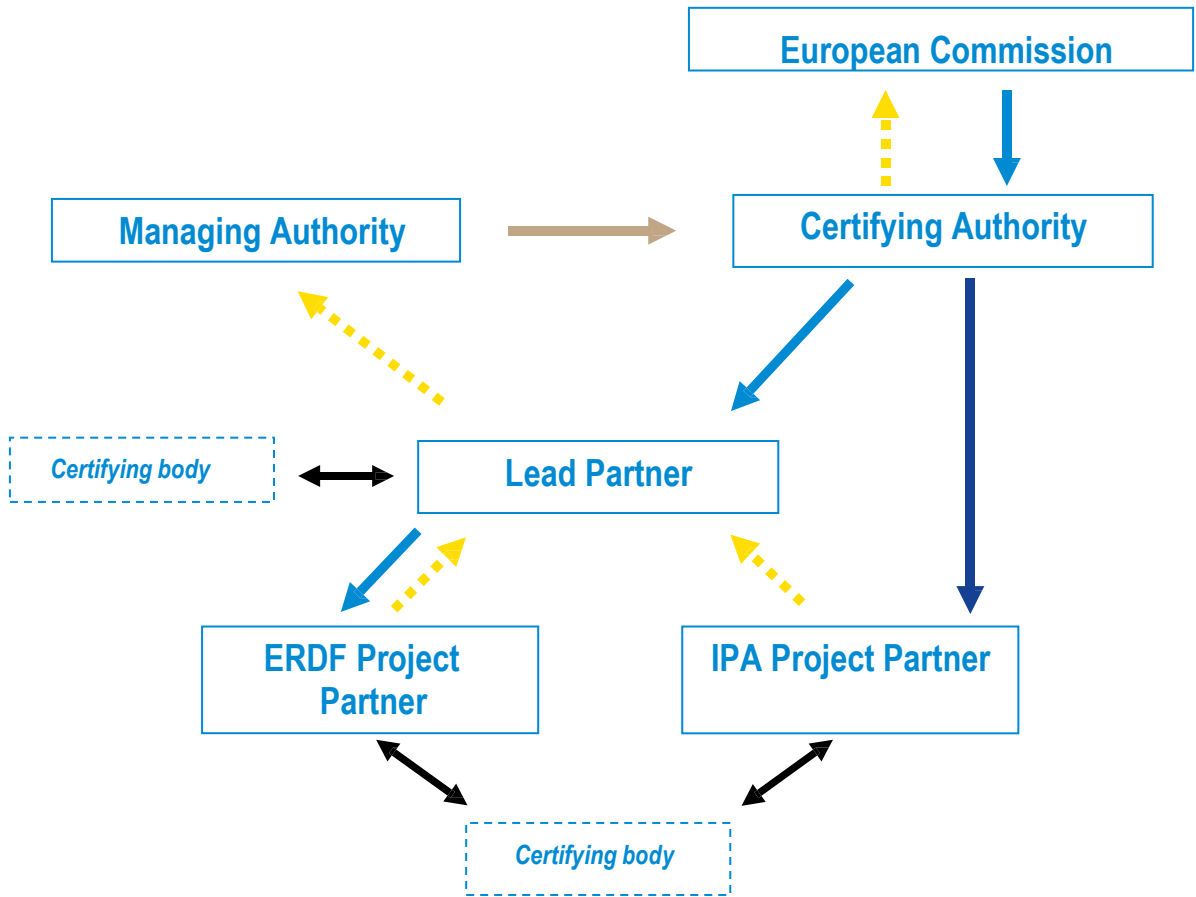 European Commission
Managing Authority
Certifying Authority
Certifying body
Lead Partner
ERDF Project
Partner
IPA Project Partner
Certifying body